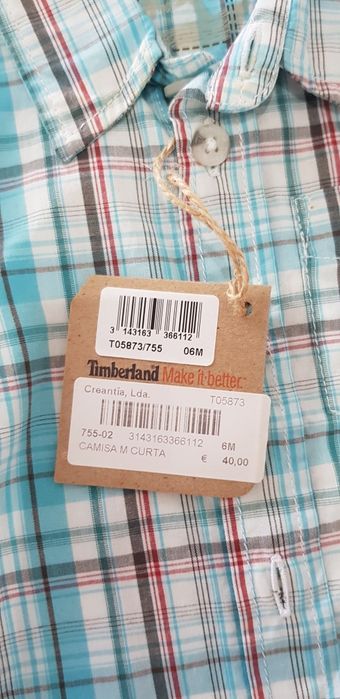 3 143163 366112
T05873/755 06M
Timberland Make it better.™
Creantia, Lda. T05873
755-02 3143163366112 6M
CAMISA M CURTA € 40,00